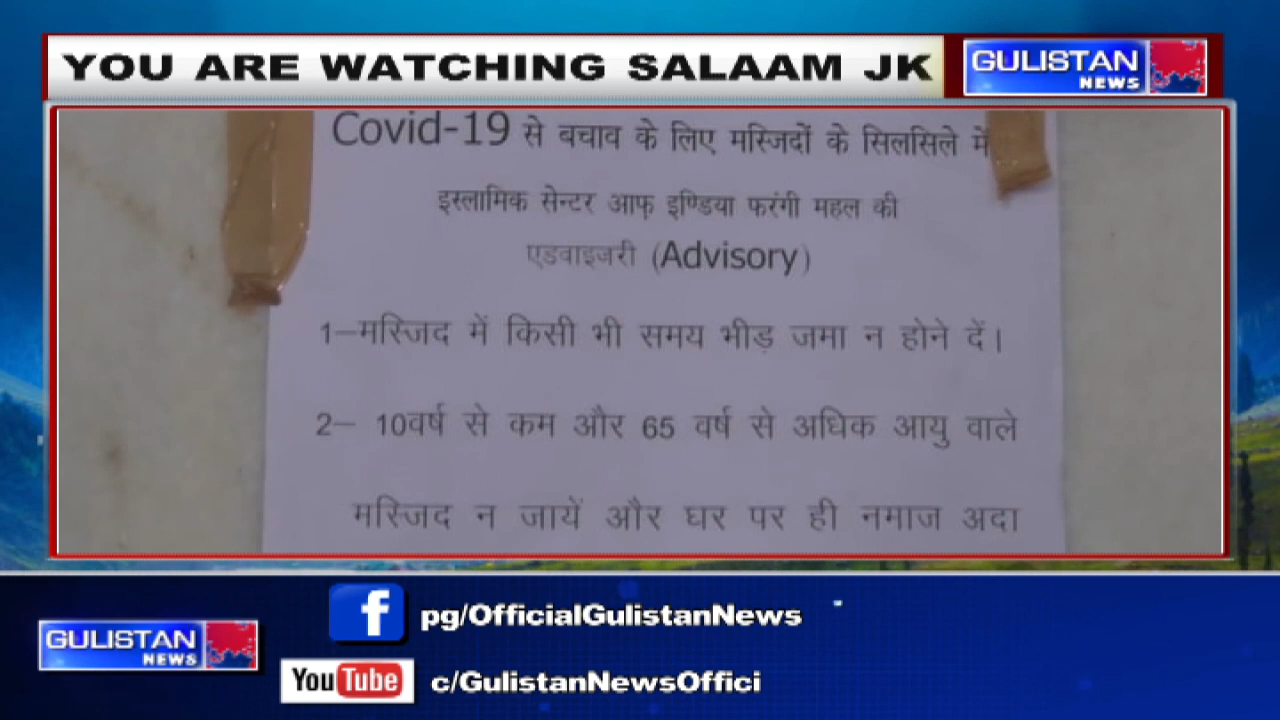 YOU ARE WATCHING SALAAM JK
GULISTAN
NEWS
Covid-19 से बचाव के लिए मस्जिदों के सिलसिले में
इस्लामिक सेन्टर आफ इण्डिया फरंगी महल की
एडवाइजरी (Advisory)
1–मस्जिद में किसी भी समय भीड़ जमा न होने दें।
2– 10वर्ष से कम और 65 वर्ष से अधिक आयु वाले
मस्जिद न जायें और घर पर ही नमाज अदा
GULISTAN
NEWS
f pg/OfficialGulistanNews
YouTube c/GulistanNewsOffici